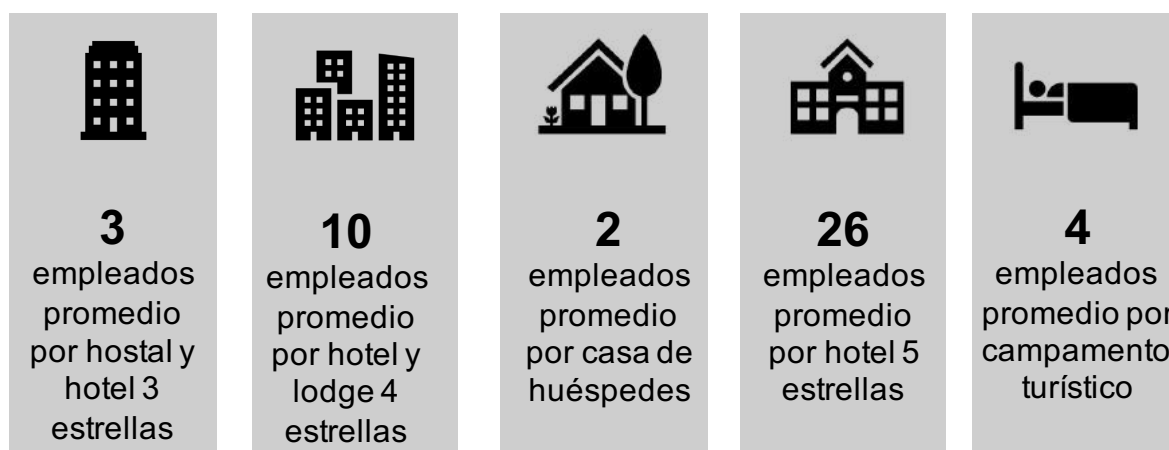 3
empleados
promedio
por hostal y
hotel 3
estrellas
10
empleados
promedio
por hotel y
lodge 4
estrellas
2
empleados
promedio
por casa de
huéspedes
26
empleados
promedio
por hotel 5
estrellas
4
empleados
promedio por
campamento
turístico